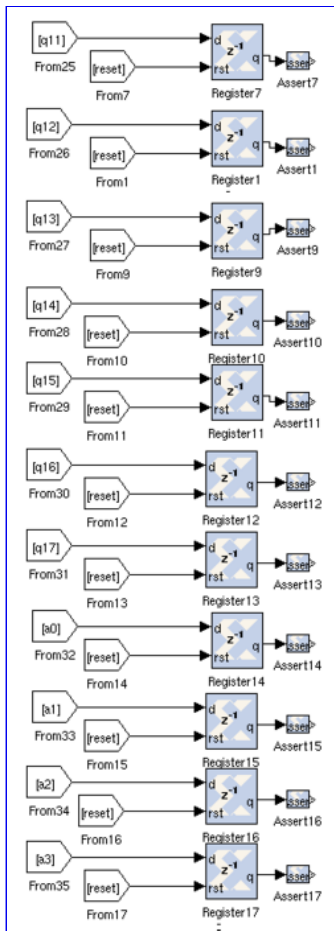 [q11]
d
z⁻¹
q
From25
[reset]
rst
Register7
Assert7
From7
[q12]
d
z⁻¹
q
From26
[reset]
rst
Register1
Assert1
From1
[q13]
d
z⁻¹
q
From27
[reset]
rst
Register9
Assert9
From9
[q14]
d
z⁻¹
q
From28
[reset]
rst
Register10
Assert10
From10
[q15]
d
z⁻¹
q
From29
[reset]
rst
Register11
Assert11
From11
[q16]
d
z⁻¹
q
From30
[reset]
rst
Register12
Assert12
From12
[q17]
d
z⁻¹
q
From31
[reset]
rst
Register13
Assert13
From13
[a0]
d
z⁻¹
q
From32
[reset]
rst
Register14
Assert14
From14
[a1]
d
z⁻¹
q
From33
[reset]
rst
Register15
Assert15
From15
[a2]
d
z⁻¹
q
From34
[reset]
rst
Register16
Assert16
From16
[a3]
d
z⁻¹
q
From35
[reset]
rst
Register17
Assert17
From17